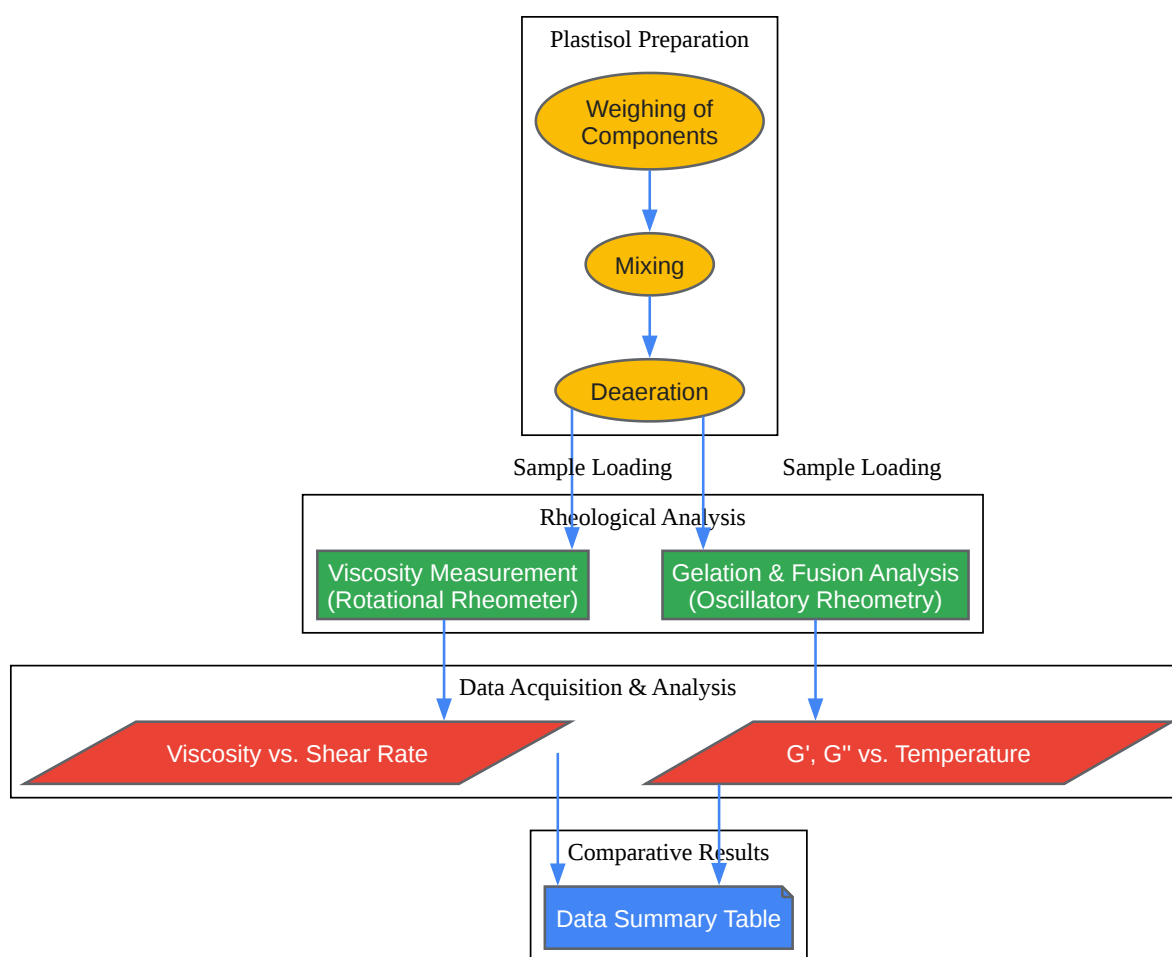 Plastisol Preparation
Weighing of
Components
Mixing
Deaeration
Sample Loading
Sample Loading
Rheological Analysis
Viscosity Measurement
(Rotational Rheometer)
Gelation & Fusion Analysis
(Oscillatory Rheometry)
Data Acquisition & Analysis
Viscosity vs. Shear Rate
G', G'' vs. Temperature
Comparative Results
Data Summary Table